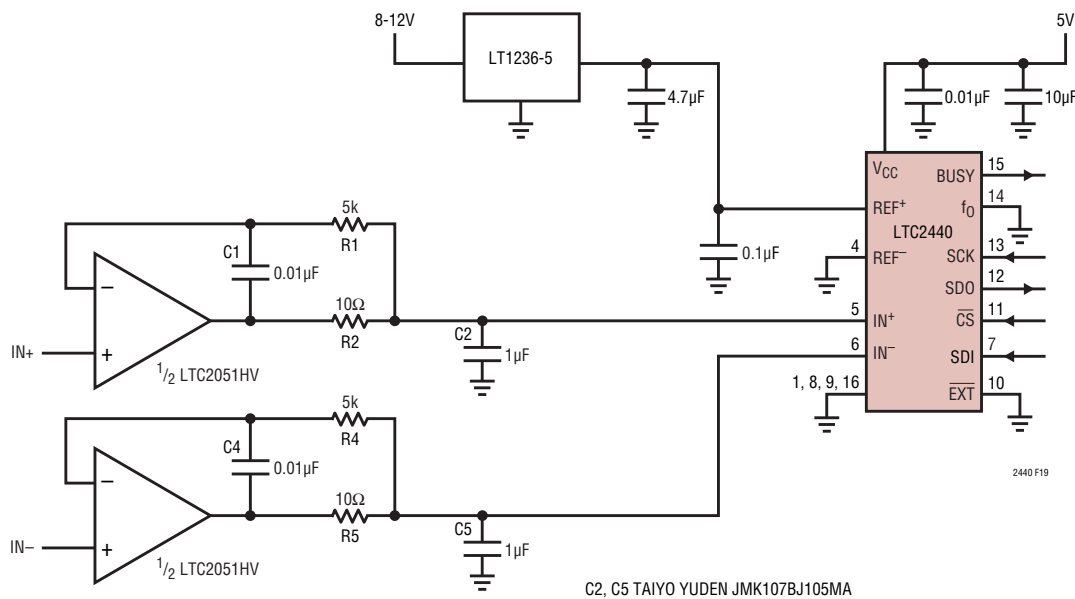 8-12V
LT1236-5
5V
4.7µF
0.01µF
10µF
VCC
BUSY
15
REF+
fO
14
LTC2440
0.1µF
4
REF−
SCK
13
SDO
12
5
IN+
CS
11
6
IN−
SDI
7
1, 8, 9, 16
EXT
10
5k
R1
C1
0.01µF
10Ω
R2
C2
1µF
IN+
−
+
1/2 LTC2051HV
5k
R4
C4
0.01µF
10Ω
R5
C5
1µF
IN−
−
+
1/2 LTC2051HV
2440 F19
C2, C5 TAIYO YUDEN JMK107BJ105MA